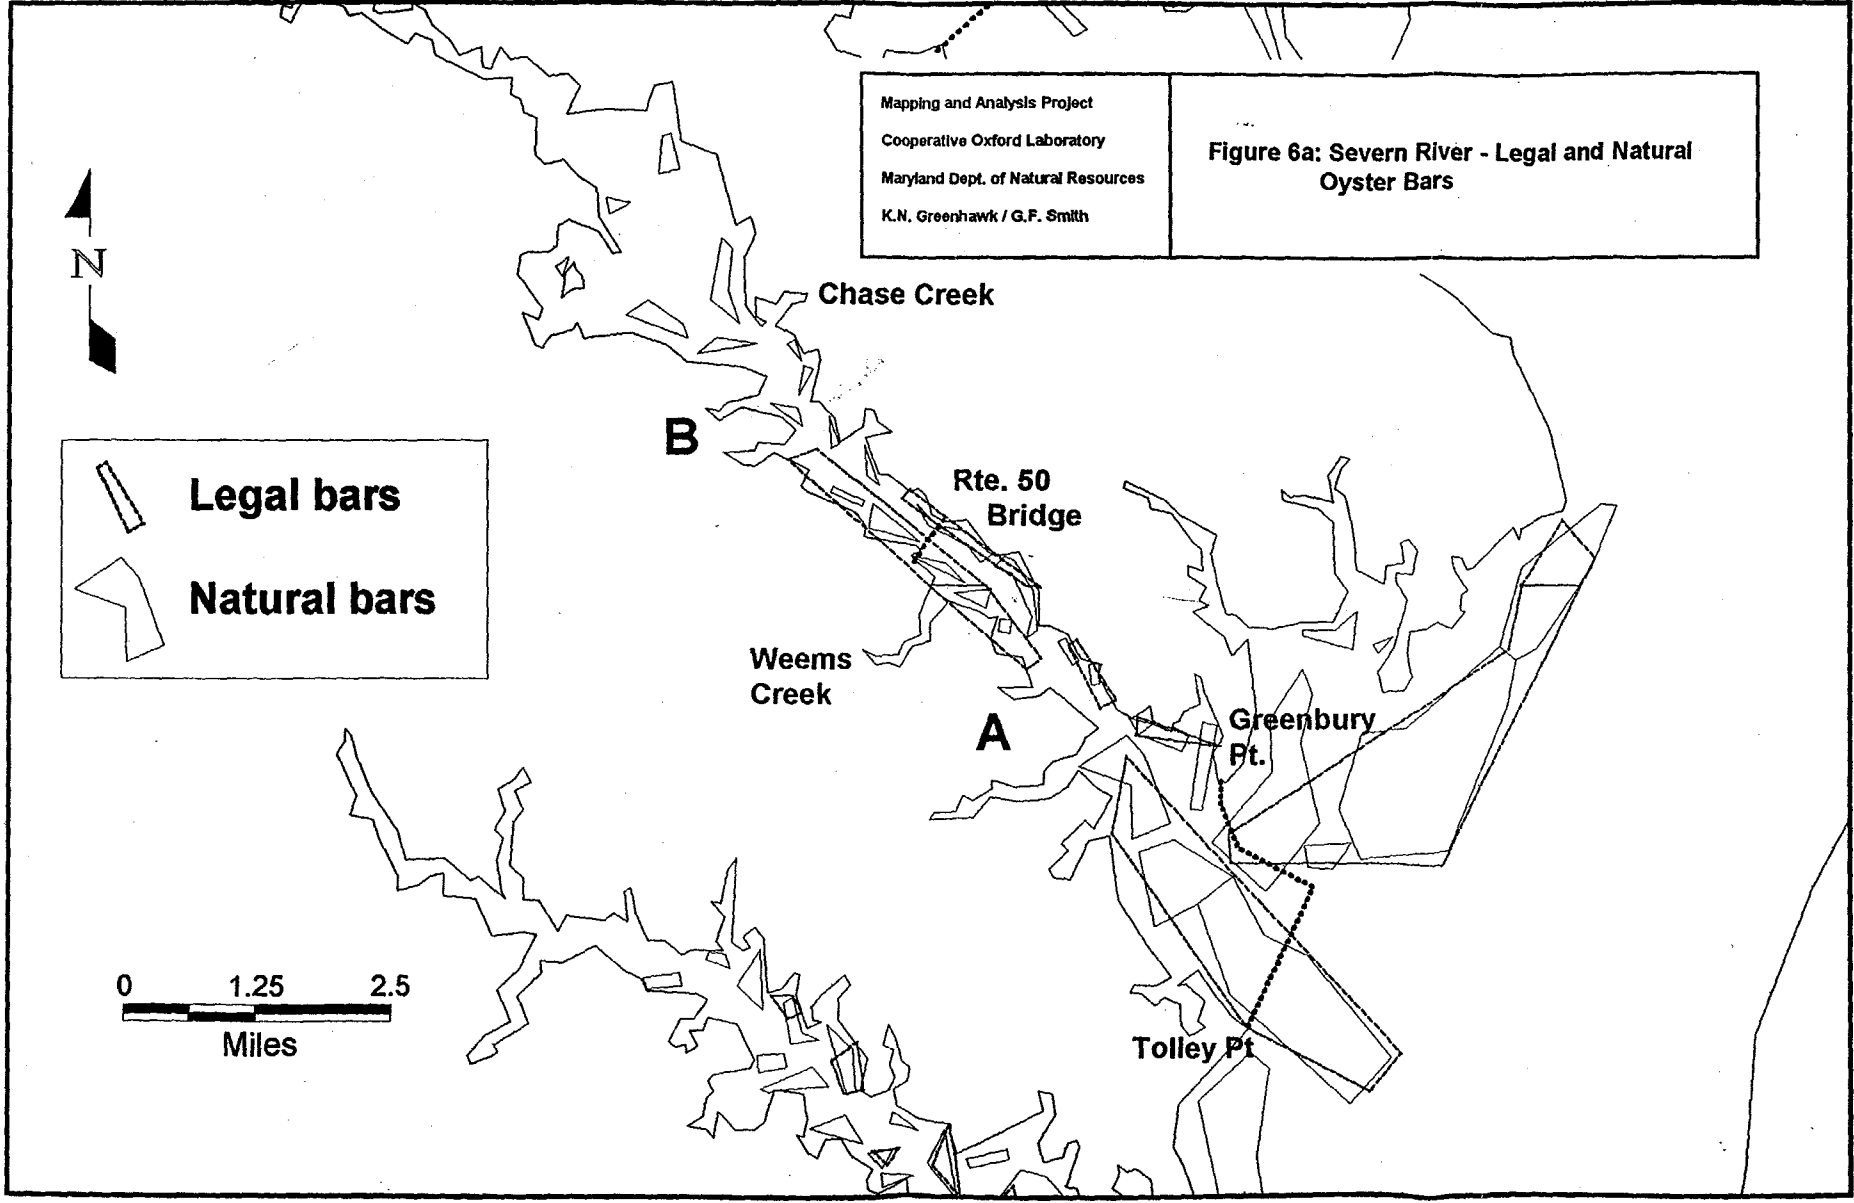 Mapping and Analysis Project
Cooperative Oxford Laboratory
Maryland Dept. of Natural Resources
K.N. Greenhawk / G.F. Smith
Figure 6a: Severn River - Legal and Natural
Oyster Bars
N
Chase Creek
B
Rte. 50
Bridge
Legal bars
Natural bars
Weems
Creek
A
Greenbury
Pt.
0 1.25 2.5
Miles
Tolley Pt